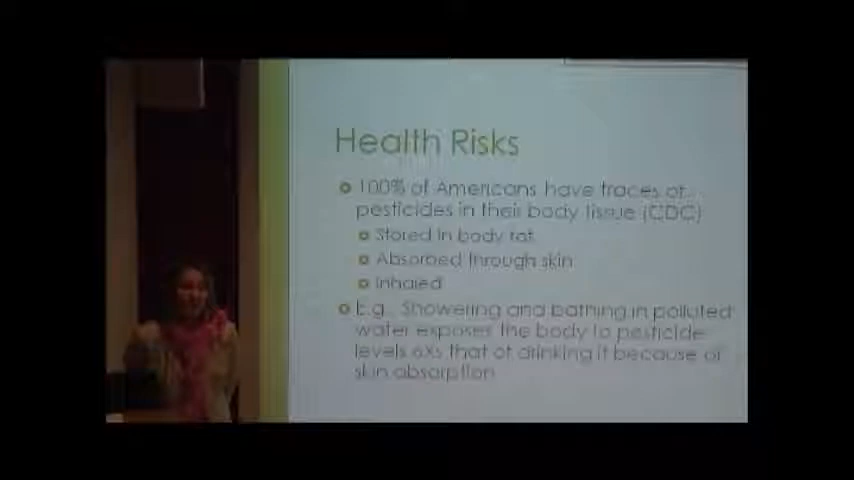 Health Risks
100% of Americans have traces of
pesticides in their body tissue (CDC)
Stored in body fat
Absorbed through skin
Inhaled
E.g., Showering and bathing in polluted
water exposes the body to pesticide
levels 6Xs that of drinking it because of
skin absorption